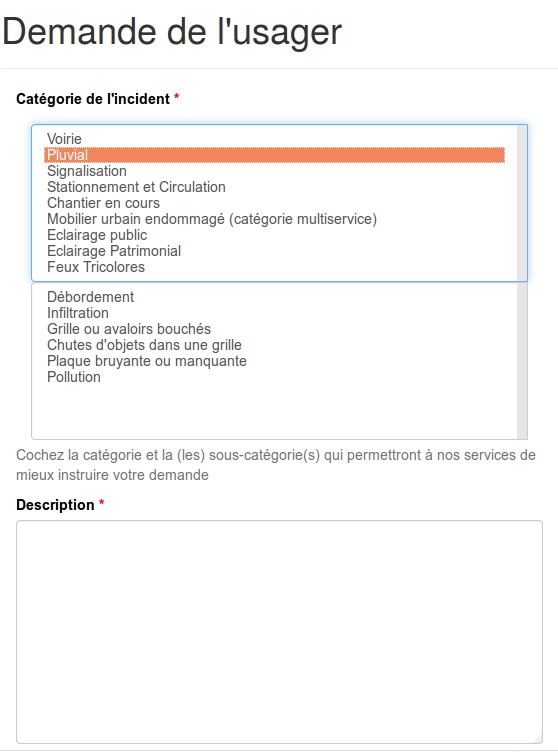 Demande de l'usager
Catégorie de l'incident *
Voirie
Pluvial
Signalisation
Stationnement et Circulation
Chantier en cours
Mobilier urbain endommagé (catégorie multiservice)
Eclairage public
Eclairage Patrimonial
Feux Tricolores
Débordement
Infiltration
Grille ou avaloirs bouchés
Chutes d'objets dans une grille
Plaque bruyante ou manquante
Pollution
Cochez la catégorie et la (les) sous-catégorie(s) qui permettront à nos services de
mieux instruire votre demande
Description *